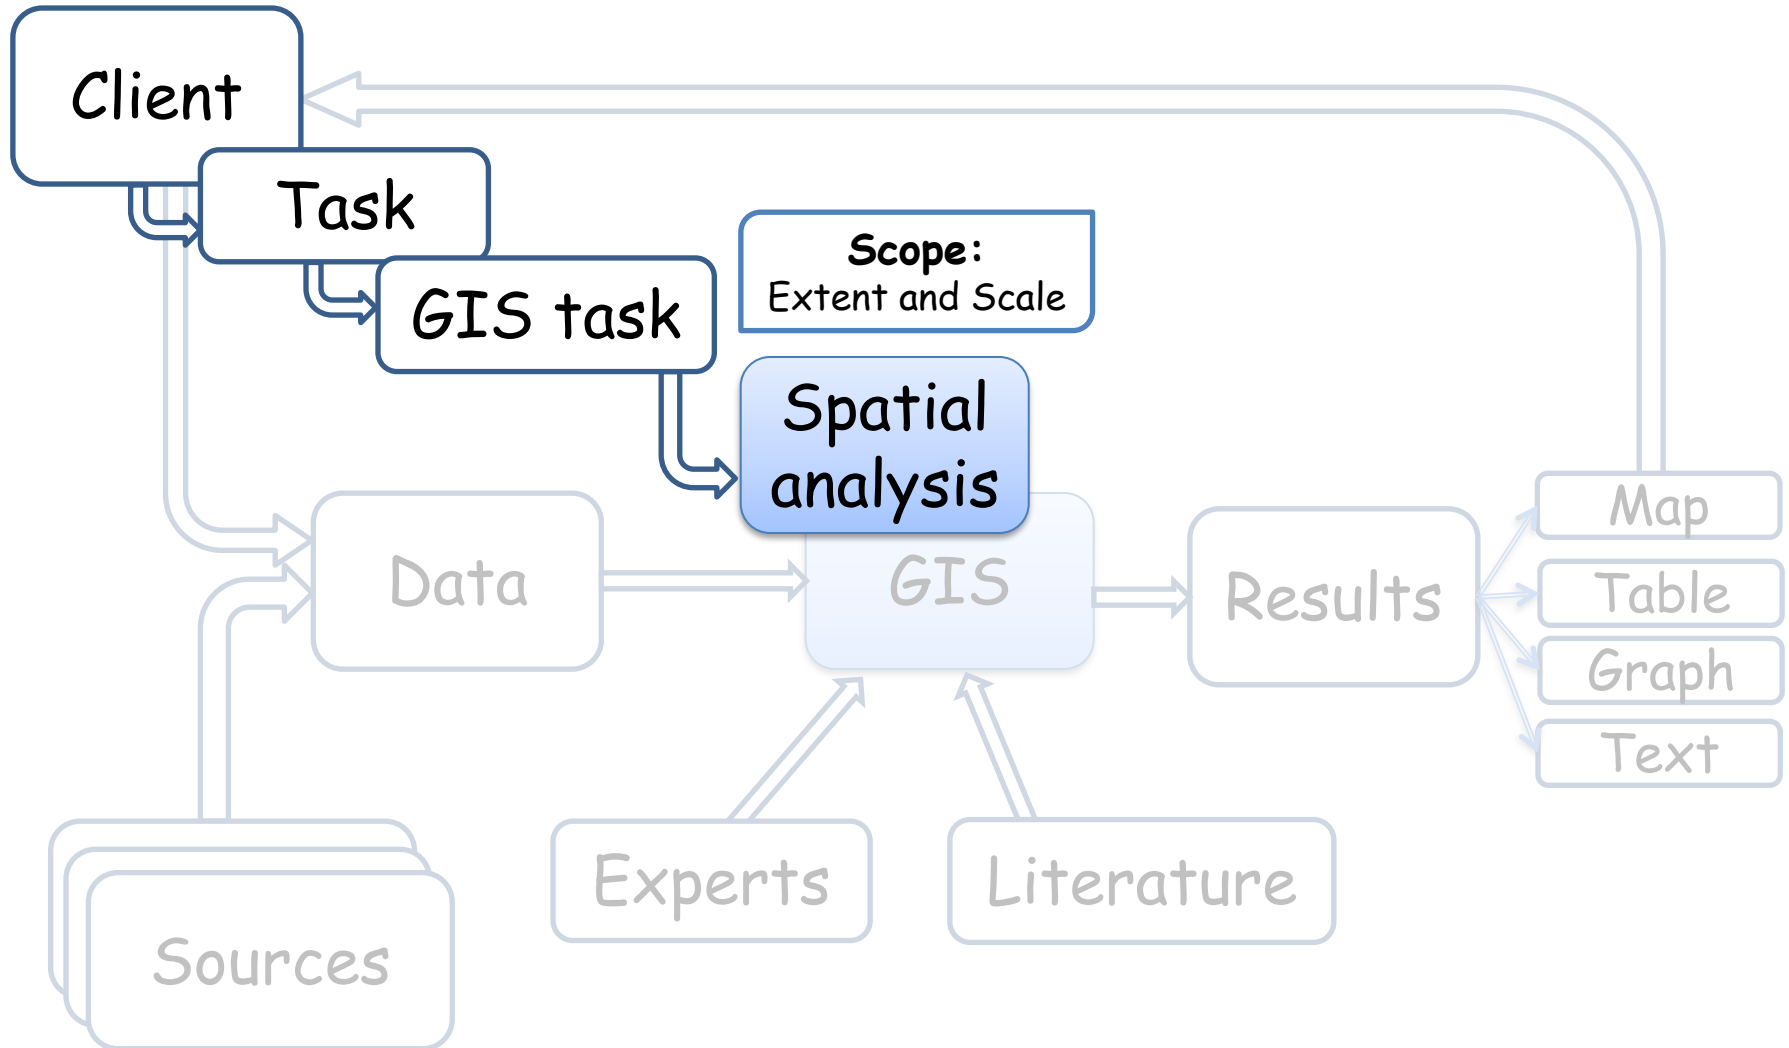 Client
Task
GIS task
Scope:
Extent and Scale
Spatial
analysis
Data
GIS
Results
Map
Table
Graph
Text
Experts
Literature
Sources